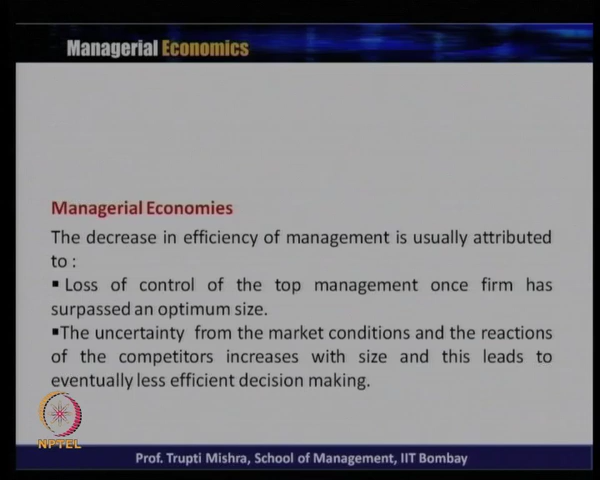 Managerial Economics
Managerial Economies
The decrease in efficiency of management is usually attributed
to :
▪ Loss of control of the top management once firm has
surpassed an optimum size.
▪The uncertainty from the market conditions and the reactions
of the competitors increases with size and this leads to
eventually less efficient decision making.
NPTEL
Prof. Trupti Mishra, School of Management, IIT Bombay